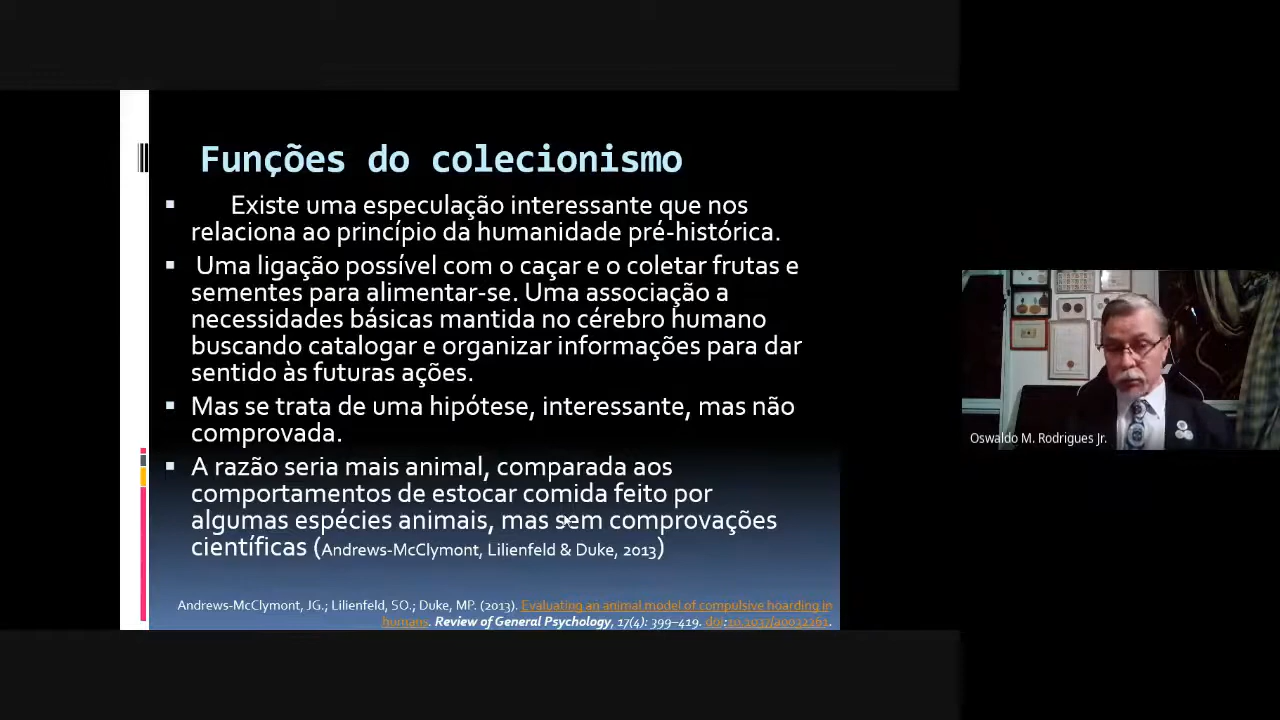 Funções do colecionismo
Existe uma especulação interessante que nos
relaciona ao princípio da humanidade pré-histórica.
Uma ligação possível com o caçar e o coletar frutas e
sementes para alimentar-se. Uma associação a
necessidades básicas mantida no cérebro humano
buscando catalogar e organizar informações para dar
sentido às futuras ações.
Mas se trata de uma hipótese, interessante, mas não
comprovada.
A razão seria mais animal, comparada aos
comportamentos de estocar comida feito por
algumas espécies animais, mas sem comprovações
científicas (Andrews-McClymont, Lilienfeld & Duke, 2013)
Andrews-McClymont, JG.; Lilienfeld, SO.; Duke, MP. (2013). Evaluating an animal model of compulsive hoarding in
humans. Review of General Psychology, 17(4): 399–419. doi:10.1037/a0032261.
Oswaldo M. Rodrigues Jr.